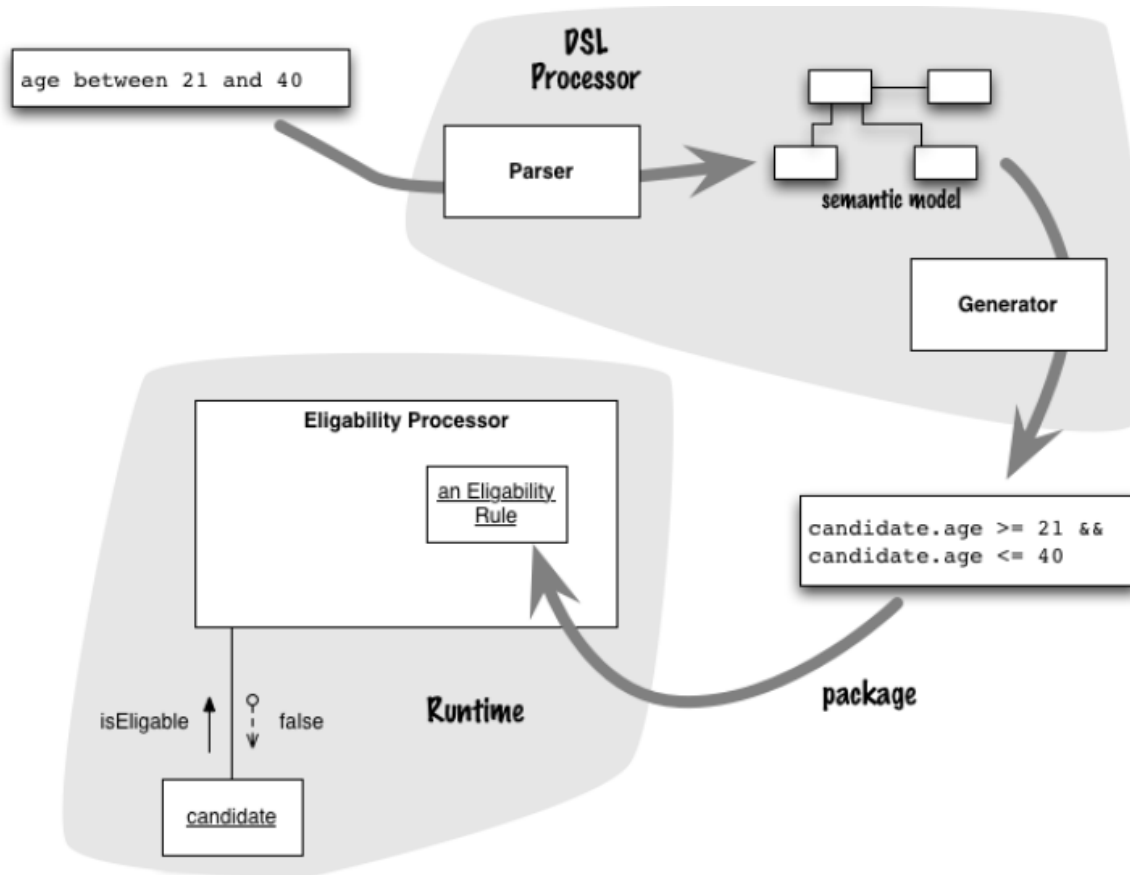 DSL
Processor
age between 21 and 40
Parser
semantic model
Generator
Eligability Processor
an Eligability
Rule
candidate.age >= 21 &&
candidate.age <= 40
package
Runtime
isEligable
false
candidate